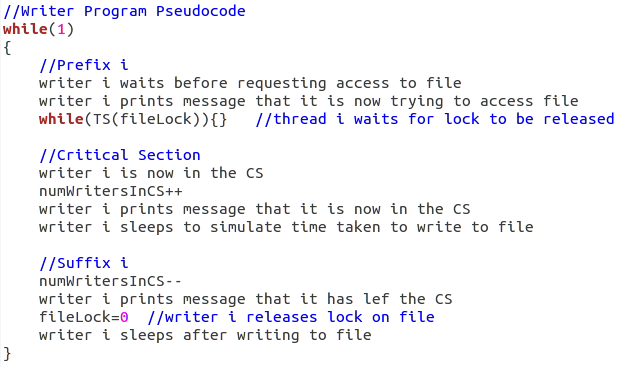 //Writer Program Pseudocode
while(1)
{
    //Prefix i
    writer i waits before requesting access to file
    writer i prints message that it is now trying to access file
    while(TS(fileLock)){}   //thread i waits for lock to be released

    //Critical Section
    writer i is now in the CS
    numWritersInCS++
    writer i prints message that it is now in the CS
    writer i sleeps to simulate time taken to write to file

    //Suffix i
    numWritersInCS--
    writer i prints message that it has lef the CS
    fileLock=0  //writer i releases lock on file
    writer i sleeps after writing to file
}